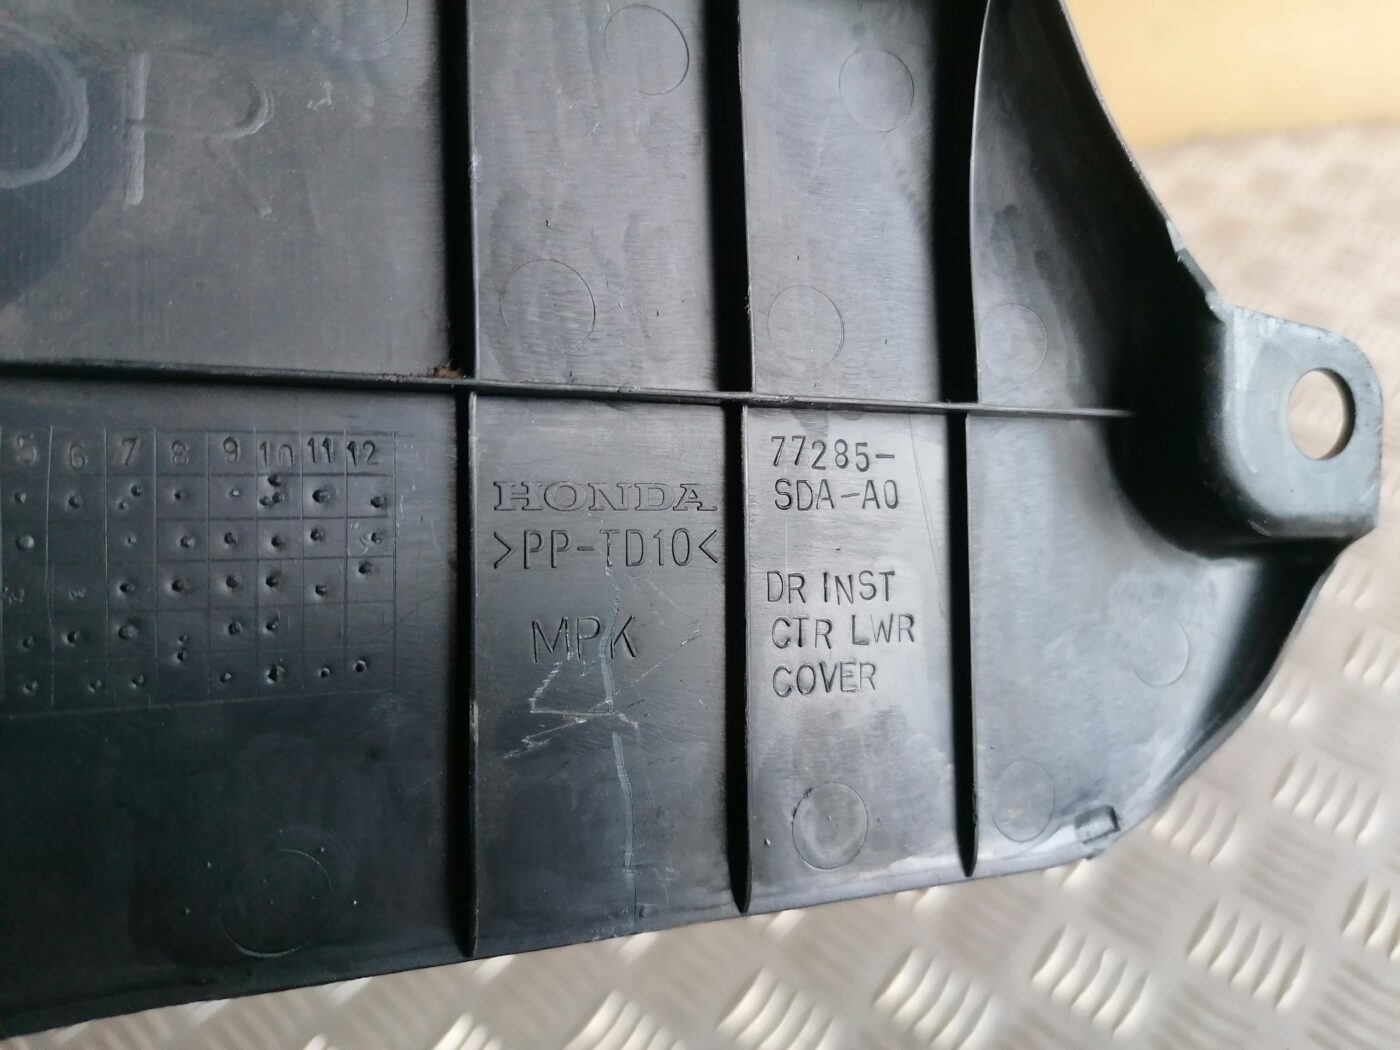 OR
5 6 7 8 9 10 11 12
HONDA
>PP-TD10<
MPK
77285-
SDA-A0
DR INST
CTR LWR
COVER